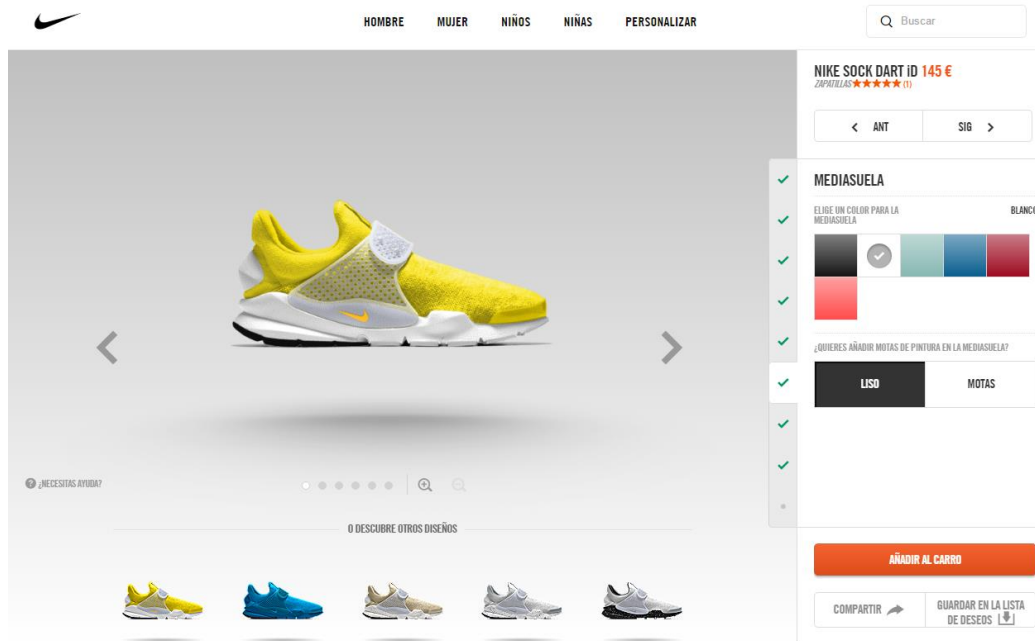 HOMBRE MUJER NIÑOS NIÑAS PERSONALIZAR
Buscar
NIKE SOCK DART iD 145 €
ZAPATILLAS (1)
ANT SIG
MEDIASUELA
ELIGE UN COLOR PARA LA
MEDIASUELA
BLANCO
¿QUIERES AÑADIR MOTAS DE PINTURA EN LA MEDIASUELA?
LISO MOTAS
? ¿NECESITAS AYUDA?
O DESCUBRE OTROS DISEÑOS
AÑADIR AL CARRO
COMPARTIR
GUARDAR EN LA LISTA
DE DESEOS